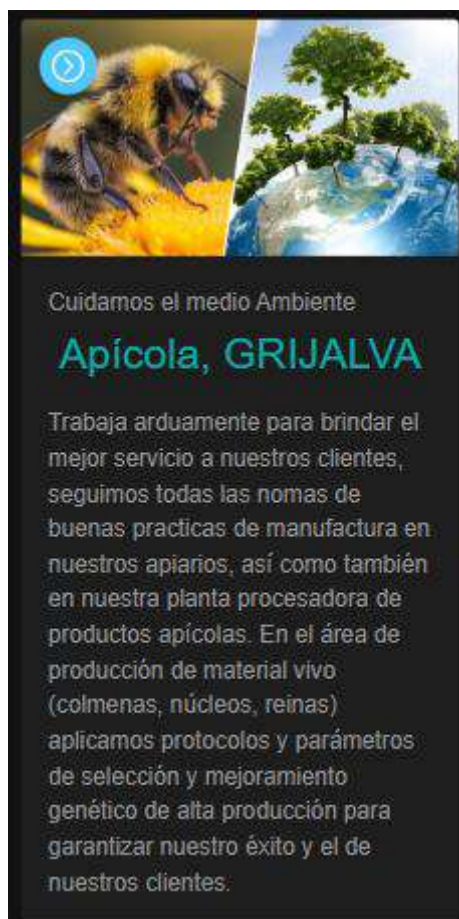 Cuidamos el medio Ambiente
Apícola, GRIJALVA
Trabaja arduamente para brindar el
mejor servicio a nuestros clientes,
seguimos todas las nomas de
buenas practicas de manufactura en
nuestros apiarios, así como también
en nuestra planta procesadora de
productos apícolas. En el área de
producción de material vivo
(colmenas, núcleos, reinas)
aplicamos protocolos y parámetros
de selección y mejoramiento
genético de alta producción para
garantizar nuestro éxito y el de
nuestros clientes.